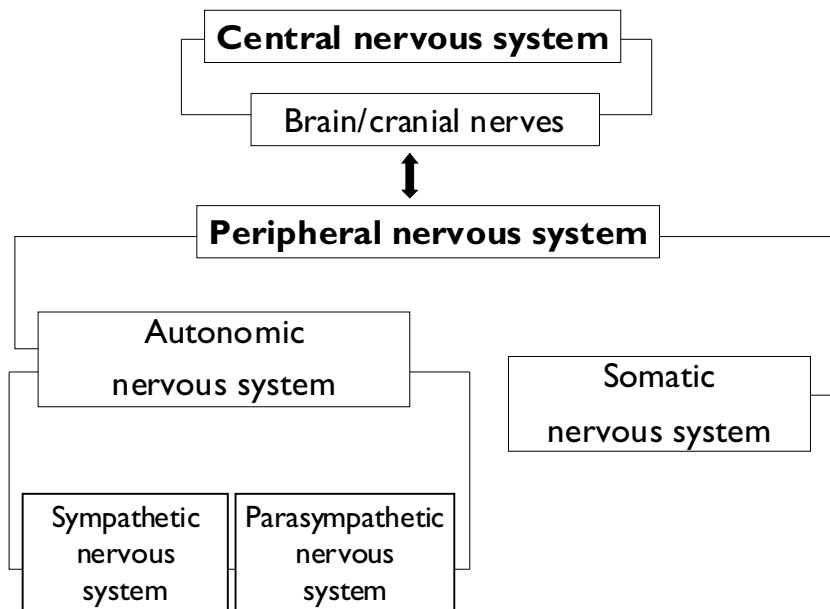 Central nervous system
Brain/cranial nerves
Peripheral nervous system
Autonomic
nervous system
Somatic
nervous system
Sympathetic
nervous
system
Parasympathetic
nervous
system